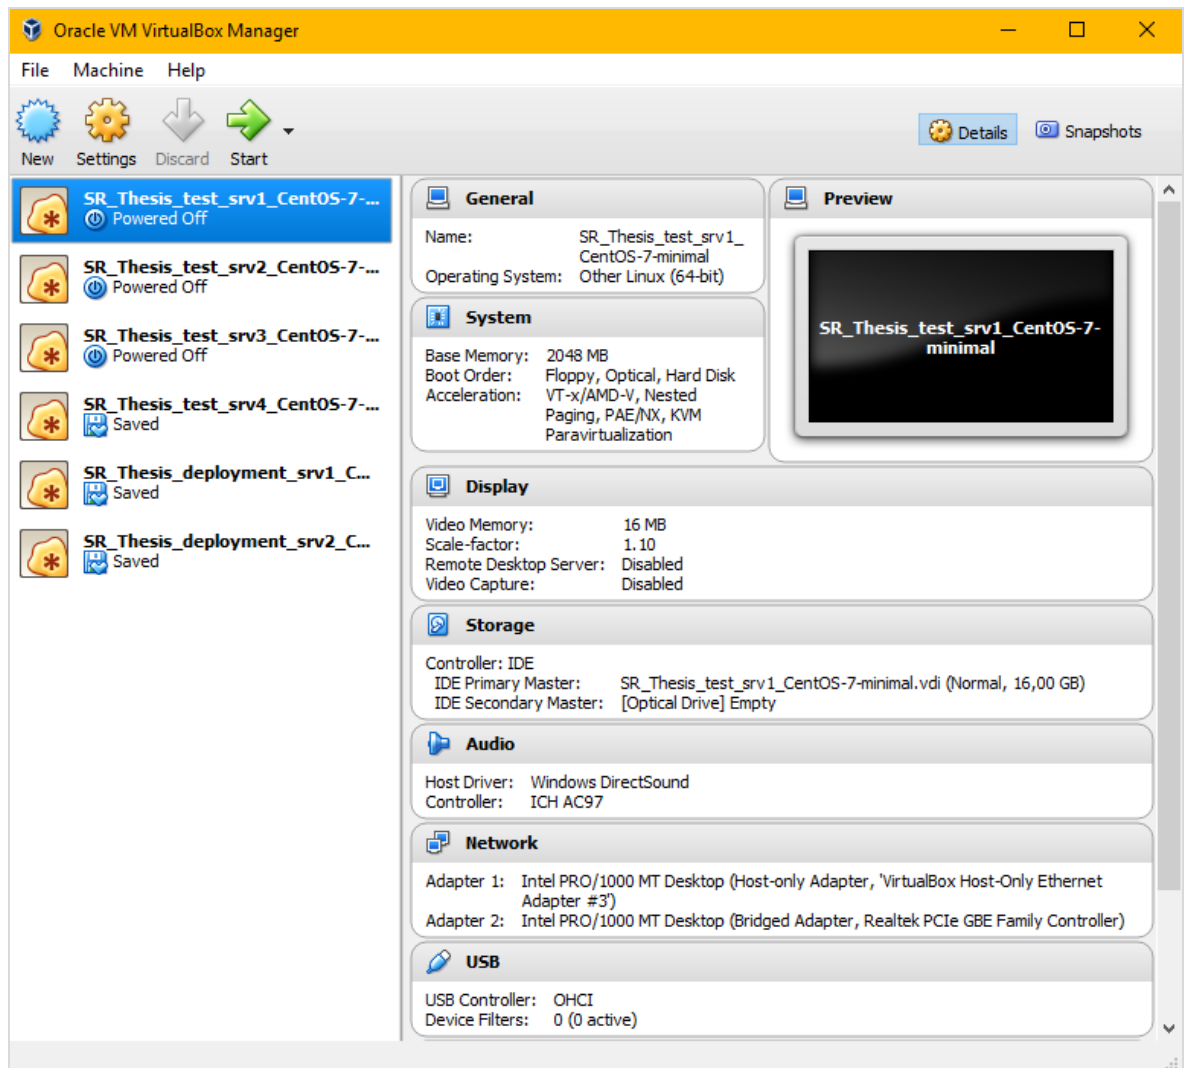 Oracle VM VirtualBox Manager
File Machine Help
New Settings Discard Start
Details Snapshots
SR_Thesis_test_srv1_CentOS-7-...
Powered Off
SR_Thesis_test_srv2_CentOS-7-...
Powered Off
SR_Thesis_test_srv3_CentOS-7-...
Powered Off
SR_Thesis_test_srv4_CentOS-7-...
Saved
SR_Thesis_deployment_srv1_C...
Saved
SR_Thesis_deployment_srv2_C...
Saved
General
Name: SR_Thesis_test_srv1_
CentOS-7-minimal
Operating System: Other Linux (64-bit)
System
Base Memory: 2048 MB
Boot Order: Floppy, Optical, Hard Disk
Acceleration: VT-x/AMD-V, Nested
Paging, PAE/NX, KVM
Paravirtualization
Preview
SR_Thesis_test_srv1_CentOS-7-
minimal
Display
Video Memory: 16 MB
Scale-factor: 1.10
Remote Desktop Server: Disabled
Video Capture: Disabled
Storage
Controller: IDE
IDE Primary Master: SR_Thesis_test_srv1_CentOS-7-minimal.vdi (Normal, 16,00 GB)
IDE Secondary Master: [Optical Drive] Empty
Audio
Host Driver: Windows DirectSound
Controller: ICH AC97
Network
Adapter 1: Intel PRO/1000 MT Desktop (Host-only Adapter, 'VirtualBox Host-Only Ethernet
Adapter #3')
Adapter 2: Intel PRO/1000 MT Desktop (Bridged Adapter, Realtek PCIe GBE Family Controller)
USB
USB Controller: OHCI
Device Filters: 0 (0 active)